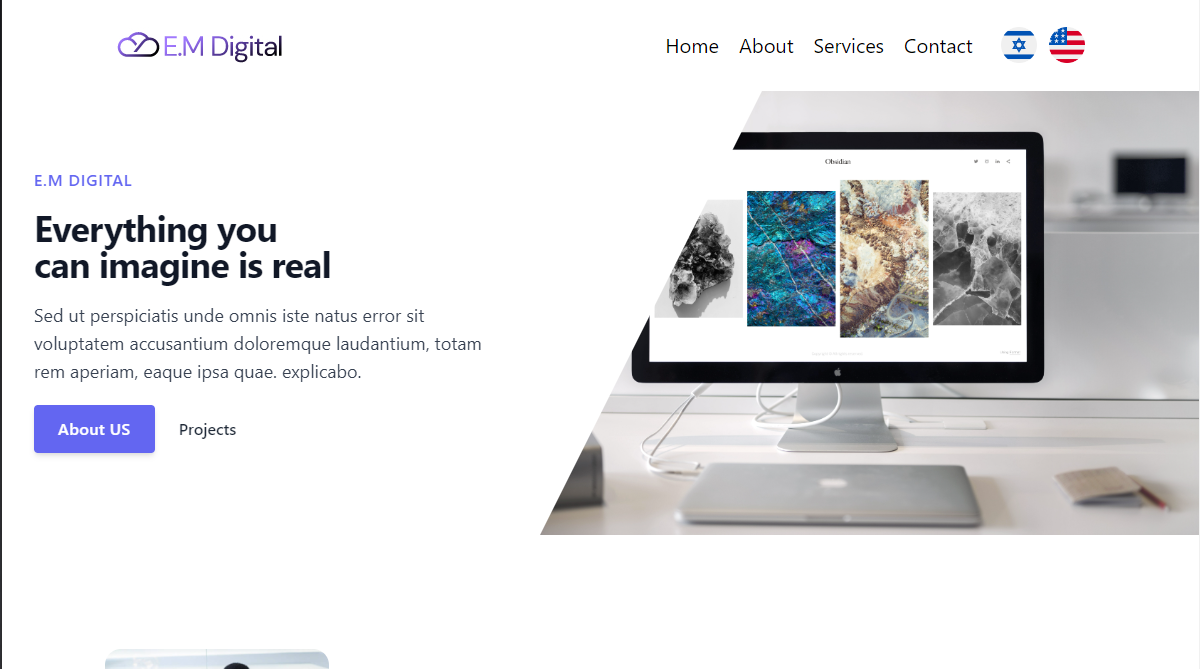 E.M Digital
Home About Services Contact
E.M DIGITAL
Everything you
can imagine is real
Sed ut perspiciatis unde omnis iste natus error sit
voluptatem accusantium doloremque laudantium, totam
rem aperiam, eaque ipsa quae. explicabo.
About US Projects
Obsidian